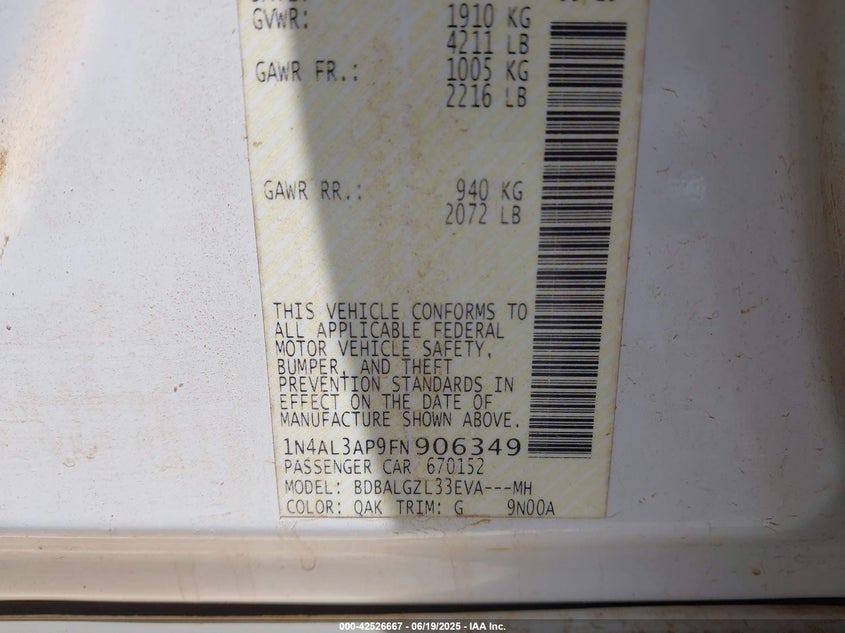 GVWR: 1910 KG
4211 LB
GAWR FR.: 1005 KG
2216 LB
GAWR RR.: 940 KG
2072 LB
THIS VEHICLE CONFORMS TO
ALL APPLICABLE FEDERAL
MOTOR VEHICLE SAFETY,
BUMPER, AND THEFT
PREVENTION STANDARDS IN
EFFECT ON THE DATE OF
MANUFACTURE SHOWN ABOVE.
1N4AL3AP9FN906349
PASSENGER CAR 670152
MODEL: BDBALGZL33EVA---MH
COLOR: QAK TRIM: G 9N00A
000-42526667 - 06/19/2025 - IAA Inc.